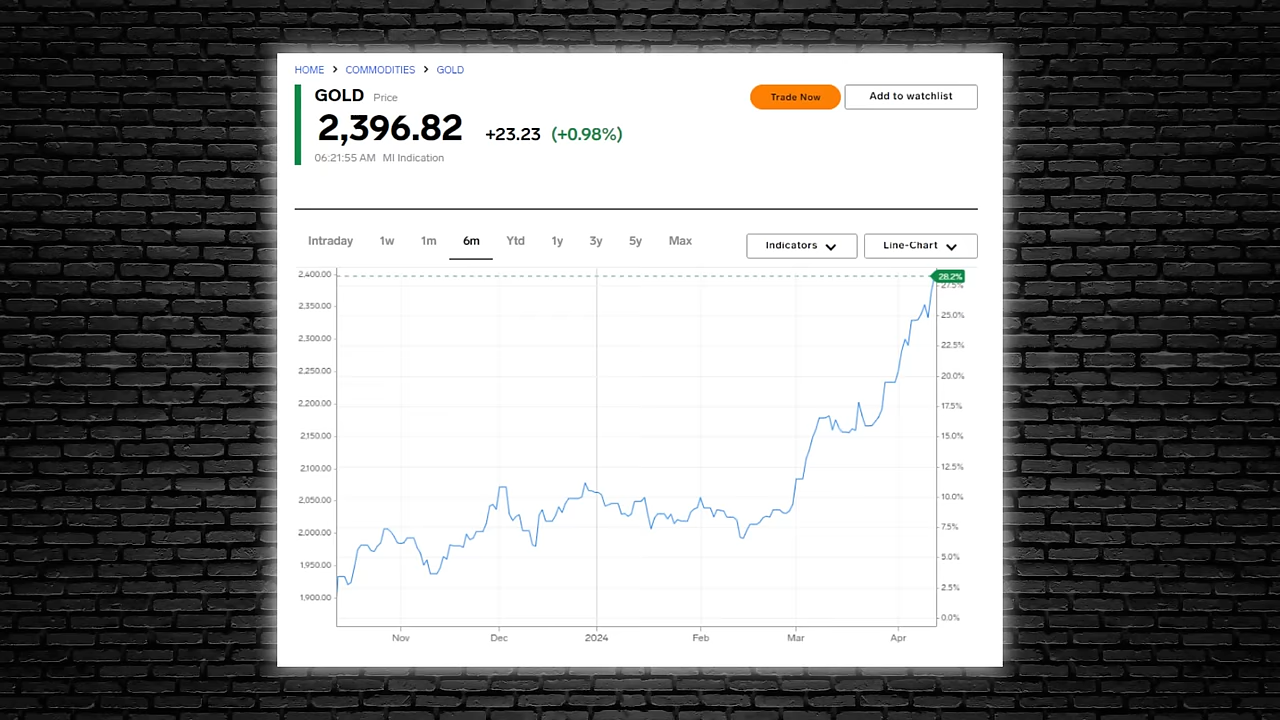 HOME > COMMODITIES > GOLD
GOLD Price
Trade Now
Add to watchlist
2,396.82 +23.23 (+0.98%)
06:21:55 AM MI Indication
Intraday 1w 1m 6m Ytd 1y 3y 5y Max
Indicators
Line-Chart
2,400.00
2,350.00
2,300.00
2,250.00
2,200.00
2,150.00
2,100.00
2,050.00
2,000.00
1,950.00
1,900.00
28.2%
27.5%
25.0%
22.5%
20.0%
17.5%
15.0%
12.5%
10.0%
7.5%
5.0%
2.5%
0.0%
Nov Dec 2024 Feb Mar Apr